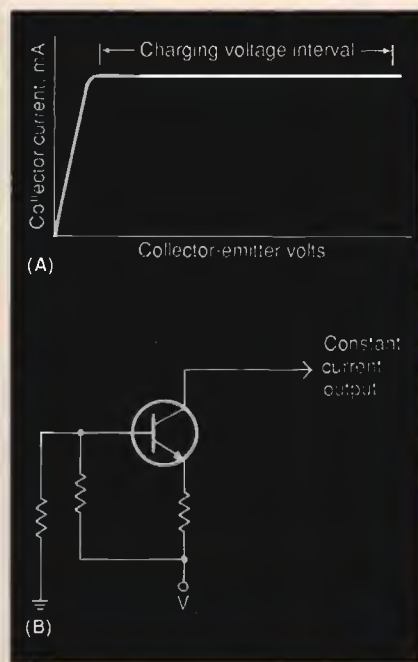 Charging voltage interval
Collector current, mA
Collector-emitter volts
(A)
Constant
current
output
V
(B)